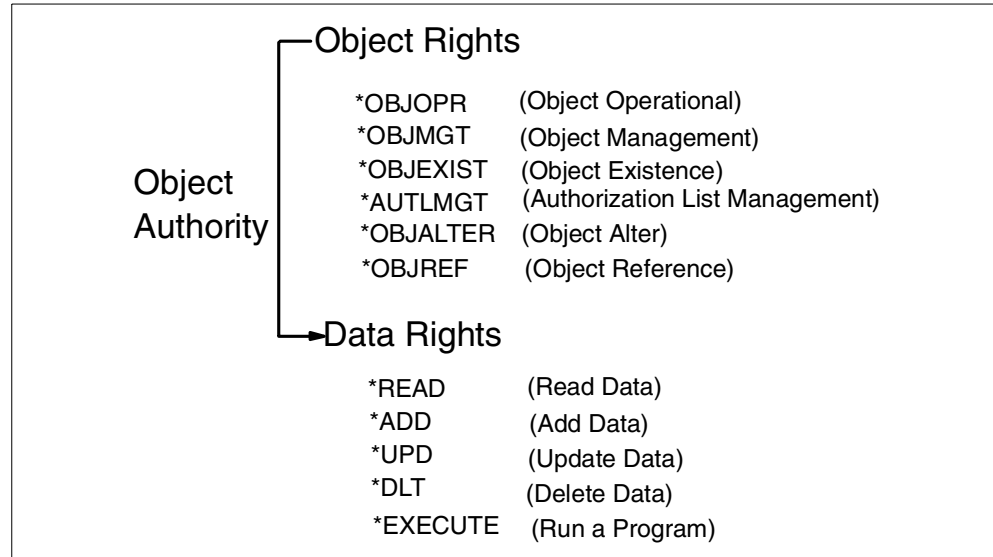 Object Rights
*OBJOPR (Object Operational)
*OBJMGT (Object Management)
*OBJEXIST (Object Existence)
*AUTLMGT (Authorization List Management)
*OBJALTER (Object Alter)
*OBJREF (Object Reference)
Object
Authority
Data Rights
*READ (Read Data)
*ADD (Add Data)
*UPD (Update Data)
*DLT (Delete Data)
*EXECUTE (Run a Program)